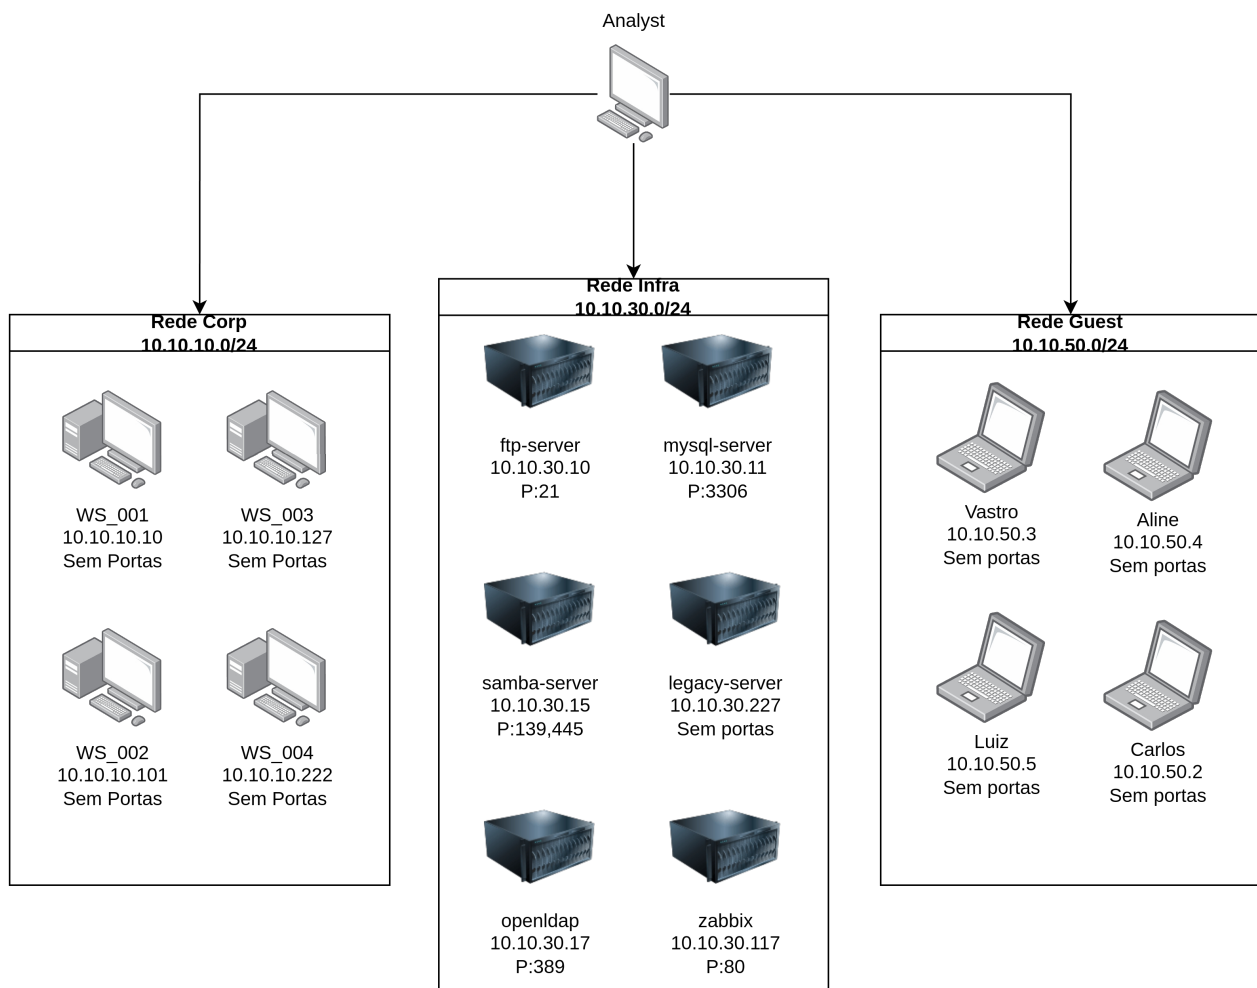 Analyst
Rede Corp
10.10.10.0/24
WS_001
10.10.10.10
Sem Portas
WS_003
10.10.10.127
Sem Portas
WS_002
10.10.10.101
Sem Portas
WS_004
10.10.10.222
Sem Portas
Rede Infra
10.10.30.0/24
ftp-server
10.10.30.10
P:21
mysql-server
10.10.30.11
P:3306
samba-server
10.10.30.15
P:139,445
legacy-server
10.10.30.227
Sem portas
openldap
10.10.30.17
P:389
zabbix
10.10.30.117
P:80
Rede Guest
10.10.50.0/24
Vastro
10.10.50.3
Sem portas
Aline
10.10.50.4
Sem portas
Luiz
10.10.50.5
Sem portas
Carlos
10.10.50.2
Sem portas